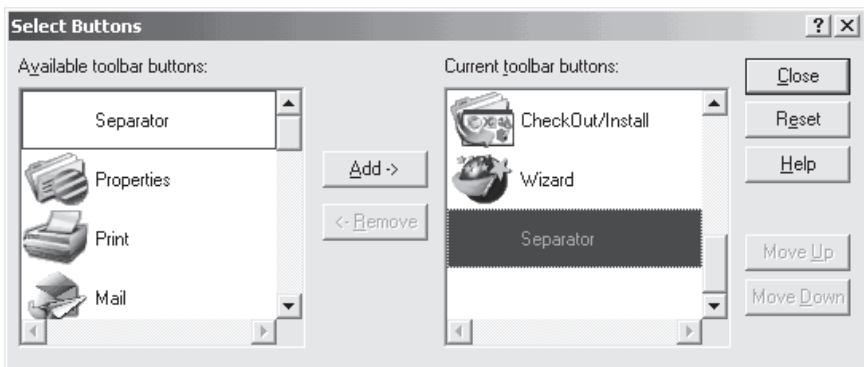 Select Buttons
Available toolbar buttons:
Separator
Properties
Print
Mail
Add ->
<- Remove
Current toolbar buttons:
CheckOut/Install
Wizard
Separator
Close
Reset
Help
Move Up
Move Down